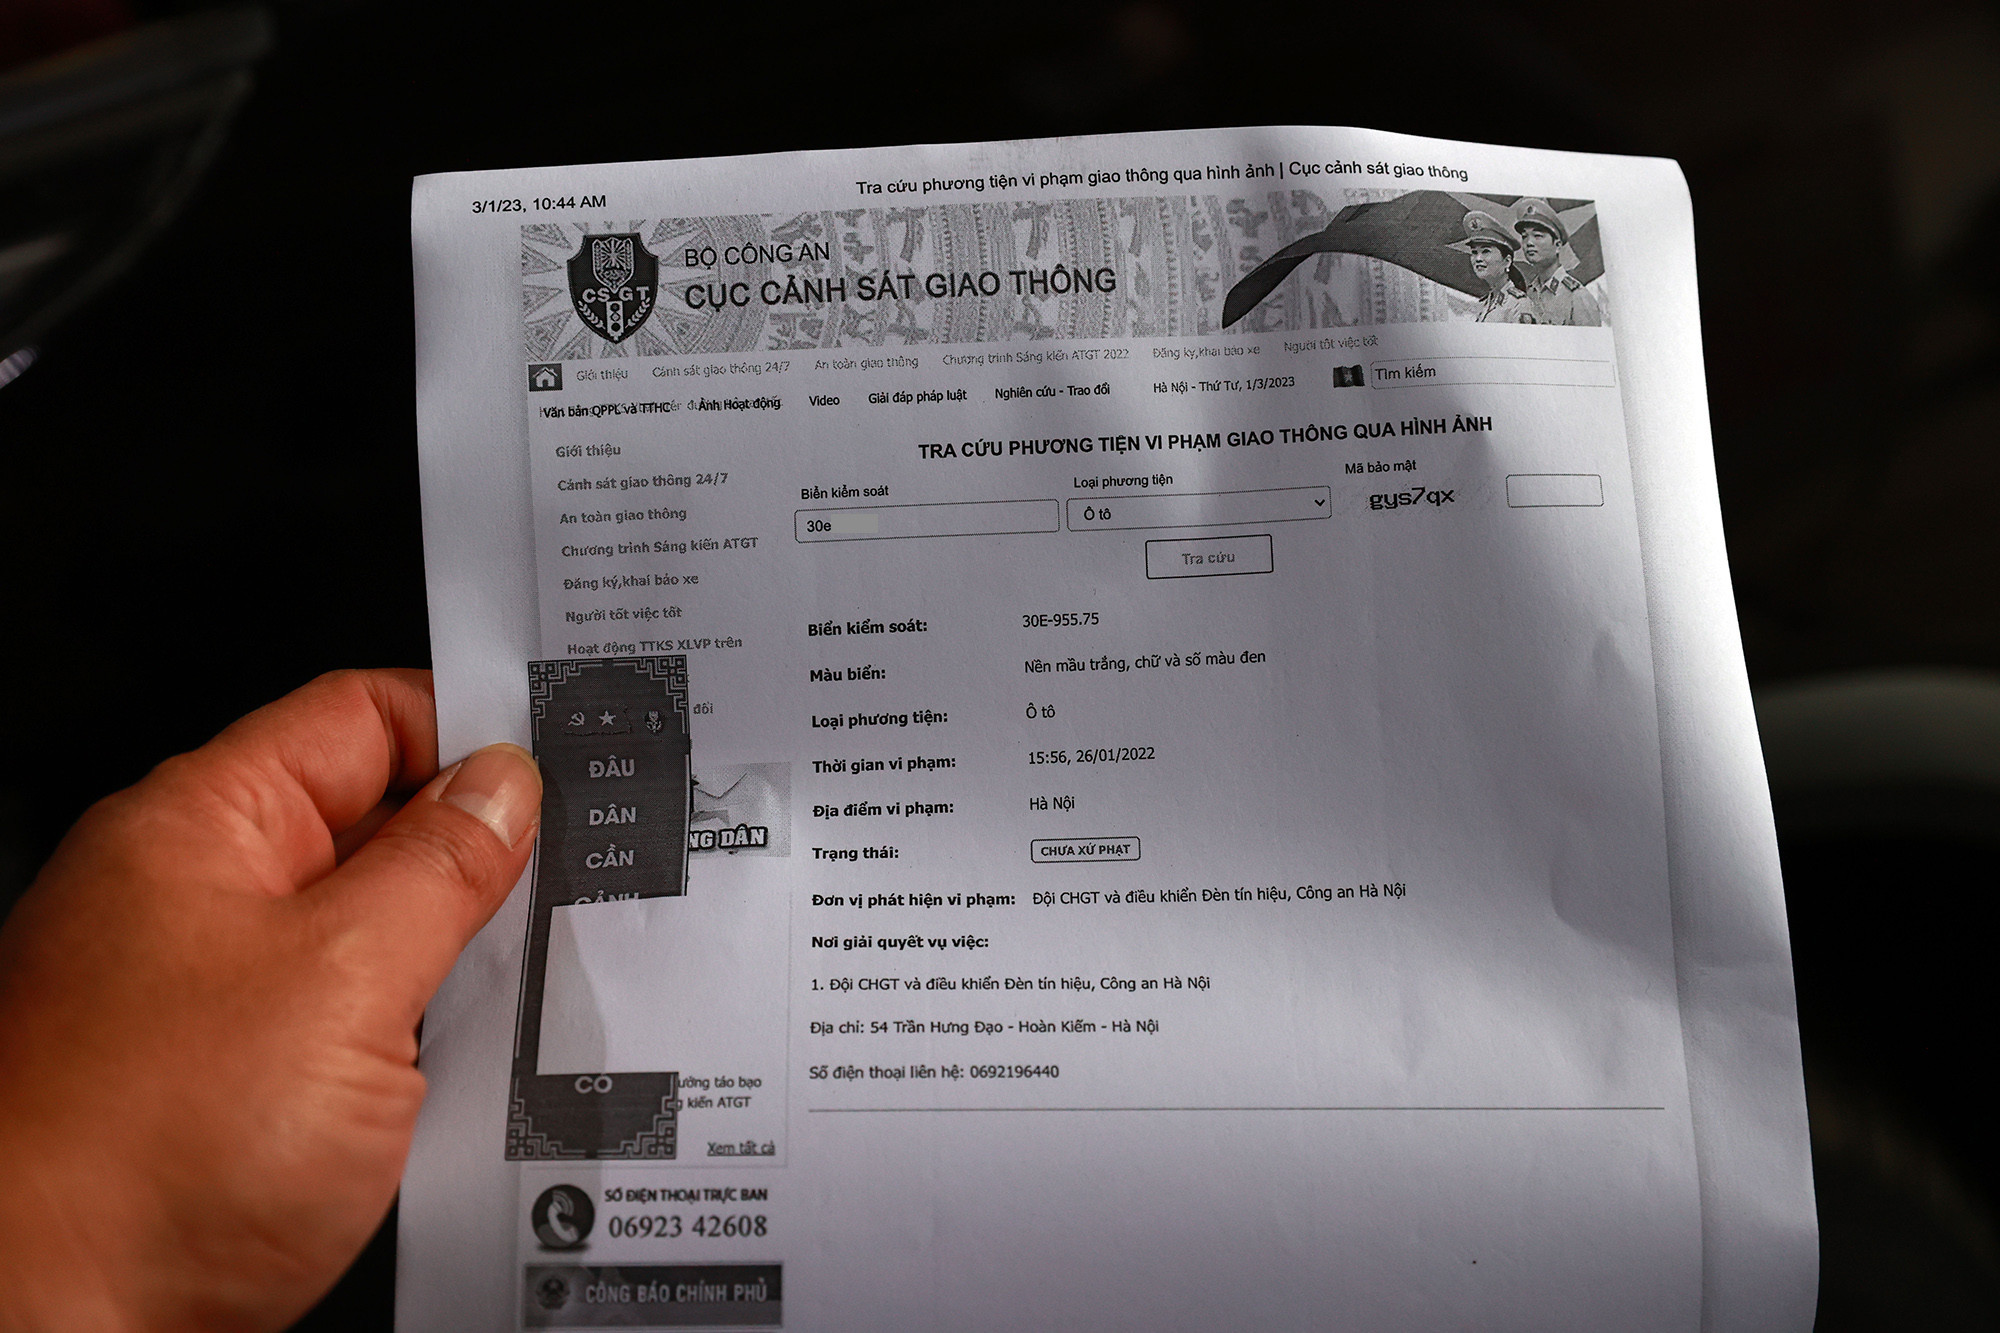 3/1/23, 10:44 AM
Tra cứu phương tiện vi phạm giao thông qua hình ảnh | Cục cảnh sát giao thông
CSGT
BỘ CÔNG AN
CỤC CẢNH SÁT GIAO THÔNG
Giới thiệu Cảnh sát giao thông 24/7 An toàn giao thông Chương trình Sáng kiến ATGT 2022 Đăng ký,khai báo xe Người tốt việc tốt
Văn bản QPPL và TTHC Ảnh Hoạt động Video Giải đáp pháp luật Nghiên cứu - Trao đổi Hà Nội - Thứ Tư, 1/3/2023 Tìm kiếm
Giới thiệu
Cảnh sát giao thông 24/7
An toàn giao thông
Chương trình Sáng kiến ATGT
Đăng ký,khai báo xe
Người tốt việc tốt
Hoạt động TTKS XLVP trên
đổi
ĐÂU
DÂN
CẦN
CẢNH
NG DÂN
CÓ
ưởng táo bạo
g kiến ATGT
Xem tất cả
SỐ ĐIỆN THOẠI TRỰC BAN
06923 42608
CÔNG BÁO CHÍNH PHỦ
TRA CỨU PHƯƠNG TIỆN VI PHẠM GIAO THÔNG QUA HÌNH ẢNH
Biển kiểm soát Loại phương tiện Mã bảo mật
30e Ô tô gys7qx
Tra cứu
Biển kiểm soát: 30E-955.75
Màu biển: Nền mầu trắng, chữ và số màu đen
Loại phương tiện: Ô tô
Thời gian vi phạm: 15:56, 26/01/2022
Địa điểm vi phạm: Hà Nội
Trạng thái: CHƯA XỬ PHẠT
Đơn vị phát hiện vi phạm: Đội CHGT và điều khiển Đèn tín hiệu, Công an Hà Nội
Nơi giải quyết vụ việc:
1. Đội CHGT và điều khiển Đèn tín hiệu, Công an Hà Nội
Địa chỉ: 54 Trần Hưng Đạo - Hoàn Kiếm - Hà Nội
Số điện thoại liên hệ: 0692196440